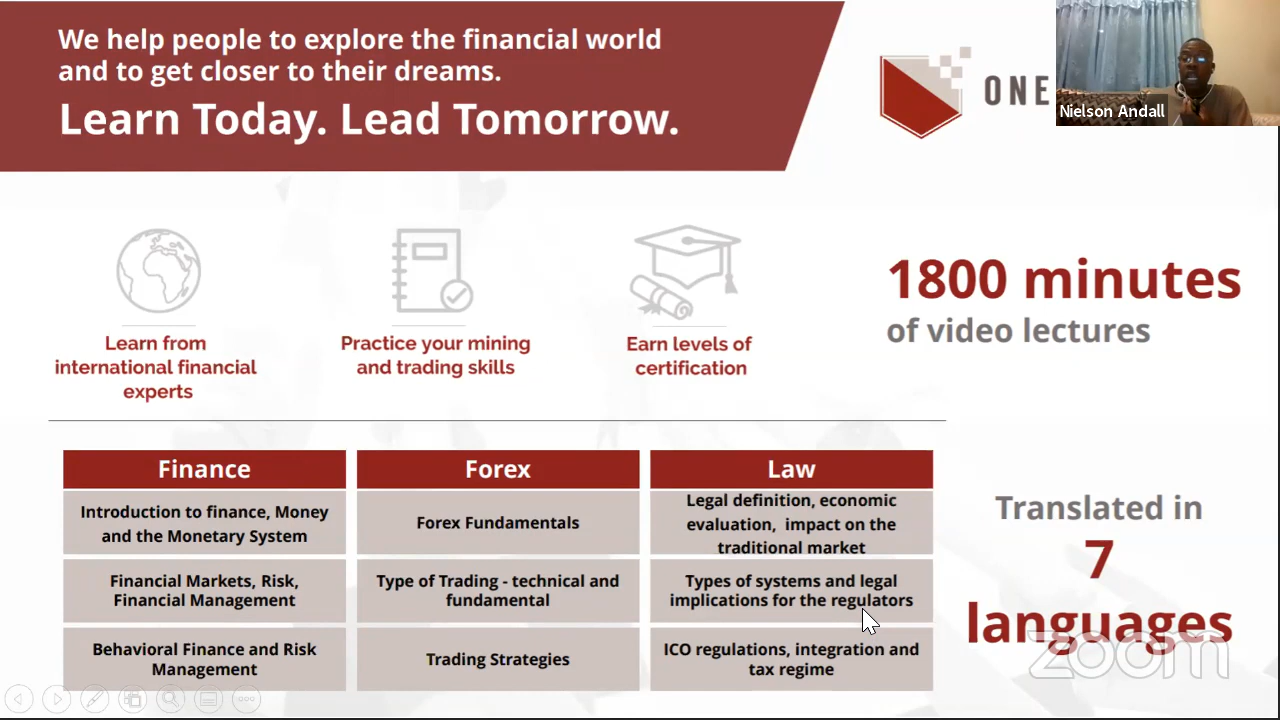 We help people to explore the financial world
and to get closer to their dreams.
Learn Today. Lead Tomorrow.
ONE
Nielson Andall
Learn from
international financial
experts
Practice your mining
and trading skills
Earn levels of
certification
1800 minutes
of video lectures
Finance
Introduction to finance, Money
and the Monetary System
Financial Markets, Risk,
Financial Management
Behavioral Finance and Risk
Management
Forex
Forex Fundamentals
Type of Trading - technical and
fundamental
Trading Strategies
Law
Legal definition, economic
evaluation, impact on the
traditional market
Types of systems and legal
implications for the regulators
ICO regulations, integration and
tax regime
Translated in
7
languages
zoom